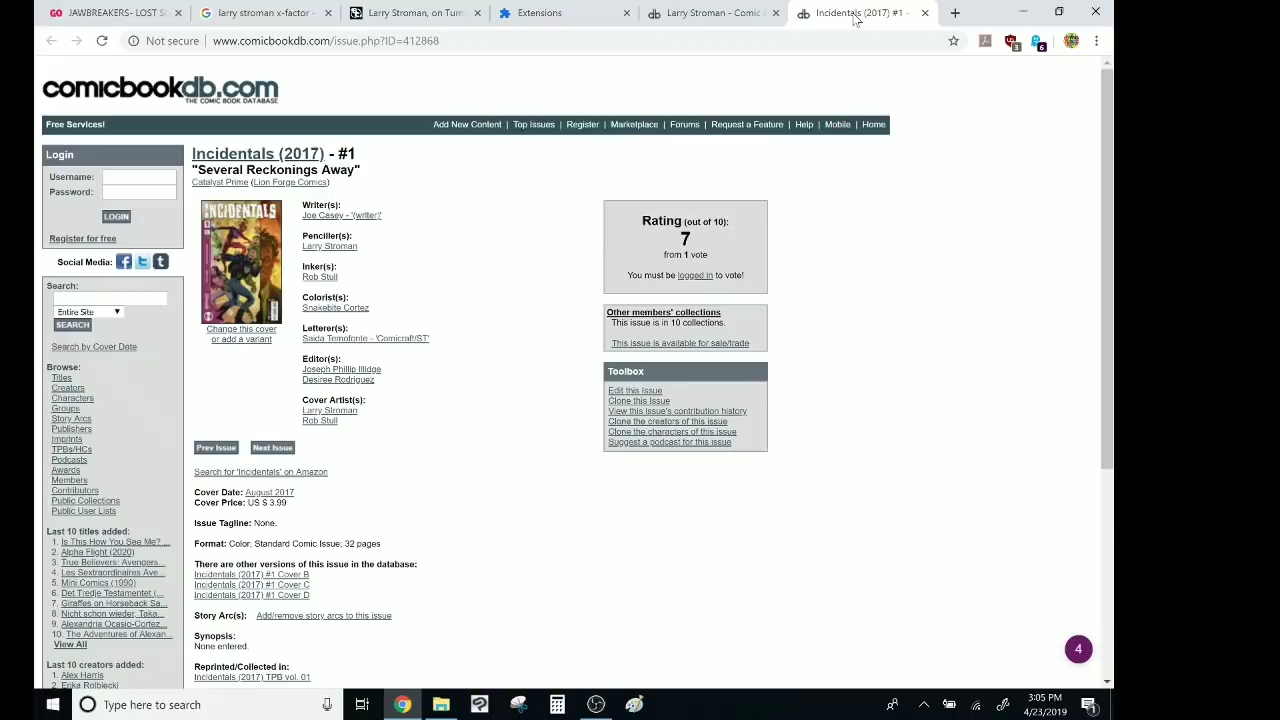 JAWBREAKERS- LOST S
larry stroman x-factor -
Larry Stroman, on Tum
Extensions
Larry Stroman - Comic
Incidentals (2017) #1 -
Not secure www.comicbookdb.com/issue.php?ID=412868
3
6
comicbookdb.com
THE COMIC BOOK DATABASE
Free Services!
Add New Content | Top Issues | Register | Marketplace | Forums | Request a Feature | Help | Mobile | Home
Login
Username:
Password:
LOGIN
Register for free
Social Media:
Search:
Entire Site
SEARCH
Search by Cover Date
Browse:
Titles
Creators
Characters
Groups
Story Arcs
Publishers
Imprints
TPBs/HCs
Podcasts
Awards
Members
Contributors
Public Collections
Public User Lists
Last 10 titles added:
1. Is This How You See Me? ...
2. Alpha Flight (2020)
3. True Believers: Avengers...
4. Les Sextraordinaires Ave...
5. Mini Comics (1990)
6. Det Tredje Testamentet (...
7. Giraffes on Horseback Sa...
8. Nicht schon wieder, Taka...
9. Alexandria Ocasio-Cortez...
10. The Adventures of Alexan...
View All
Last 10 creators added:
1. Alex Harris
2. Erika Rolbiecki
Incidentals (2017) - #1
"Several Reckonings Away"
Catalyst Prime (Lion Forge Comics)
INCIDENTALS
Change this cover
or add a variant
Writer(s):
Joe Casey - '(writer)'
Penciller(s):
Larry Stroman
Inker(s):
Rob Stull
Colorist(s):
Snakebite Cortez
Letterer(s):
Saida Temofonte - 'Comicraft/ST'
Editor(s):
Joseph Phillip Illidge
Desiree Rodriguez
Cover Artist(s):
Larry Stroman
Rob Stull
Prev Issue
Next Issue
Search for 'Incidentals' on Amazon
Cover Date: August 2017
Cover Price: US $ 3.99
Issue Tagline: None.
Format: Color; Standard Comic Issue; 32 pages
There are other versions of this issue in the database:
Incidentals (2017) #1 Cover B
Incidentals (2017) #1 Cover C
Incidentals (2017) #1 Cover D
Story Arc(s): Add/remove story arcs to this issue
Synopsis:
None entered.
Reprinted/Collected in:
Incidentals (2017) TPB vol. 01
Rating (out of 10):
7
from 1 vote
You must be logged in to vote!
Other members' collections
This issue is in 10 collections.
This issue is available for sale/trade
Toolbox
Edit this Issue
Clone this Issue
View this issue's contribution history
Clone the creators of this issue
Clone the characters of this issue
Suggest a podcast for this issue
4
Type here to search
3:05 PM
4/23/2019
1